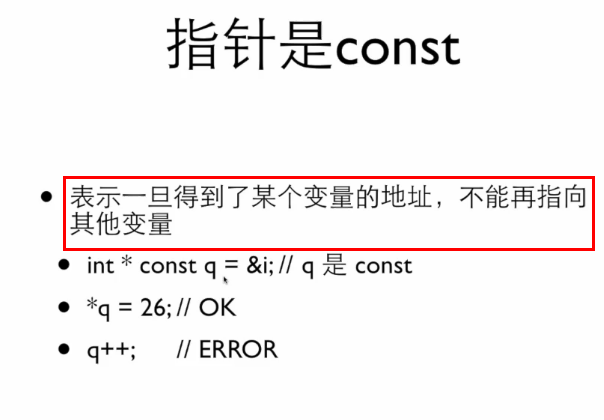 指针是const
• 表示一旦得到了某个变量的地址，不能再指向
其他变量
• int * const q = &i; // q 是 const
• *q = 26; // OK
• q++; // ERROR